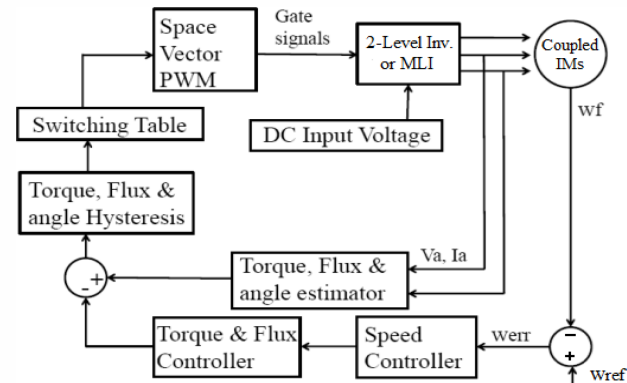 Space
Vector
PWM
Gate
signals
2-Level Inv.
or MLI
Coupled
IMs
Switching Table
DC Input Voltage
Wf
Torque, Flux &
angle Hysteresis
Va, Ia
- +
Torque, Flux &
angle estimator
Torque & Flux
Controller
Speed
Controller
Werr
-
+
Wref